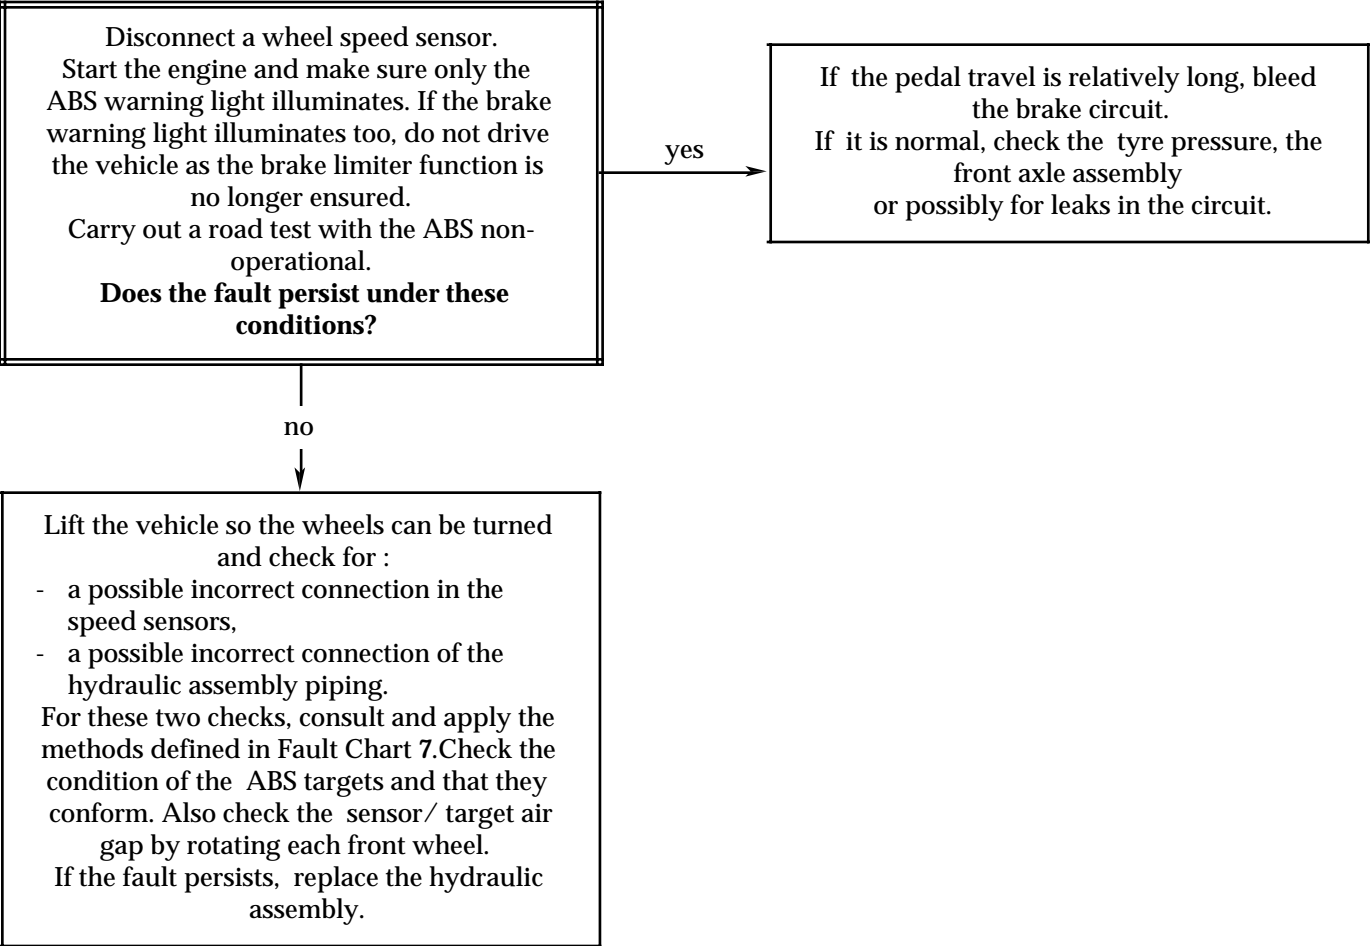 Disconnect a wheel speed sensor.
Start the engine and make sure only the
ABS warning light illuminates. If the brake
warning light illuminates too, do not drive
the vehicle as the brake limiter function is
no longer ensured.
Carry out a road test with the ABS non-
operational.
Does the fault persist under these
conditions?
yes
If the pedal travel is relatively long, bleed
the brake circuit.
If it is normal, check the tyre pressure, the
front axle assembly
or possibly for leaks in the circuit.
no
Lift the vehicle so the wheels can be turned
and check for :
- a possible incorrect connection in the
speed sensors,
- a possible incorrect connection of the
hydraulic assembly piping.
For these two checks, consult and apply the
methods defined in Fault Chart 7.Check the
condition of the ABS targets and that they
conform. Also check the sensor/ target air
gap by rotating each front wheel.
If the fault persists, replace the hydraulic
assembly.